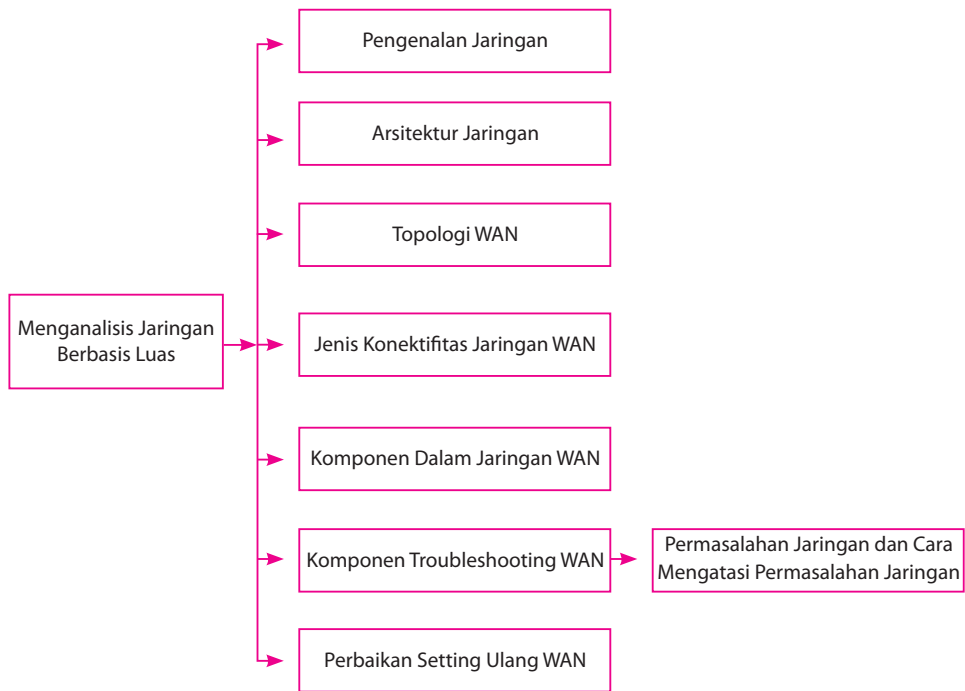 Pengenalan Jaringan
Arsitektur Jaringan
Topologi WAN
Menganalisis Jaringan
Berbasis Luas
Jenis Konektifitas Jaringan WAN
Komponen Dalam Jaringan WAN
Komponen Troubleshooting WAN
Permasalahan Jaringan dan Cara
Mengatasi Permasalahan Jaringan
Perbaikan Setting Ulang WAN